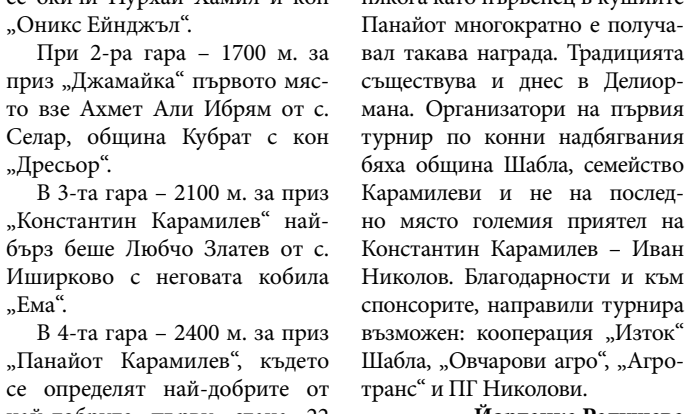 „Оникс Ейнджъл“.
При 2-ра гара – 1700 м. за
приз „Джамайка“ първото мяс-
то взе Ахмет Али Ибрям от с.
Селар, община Кубрат с кон
„Дресьор“.
В 3-та гара – 2100 м. за приз
„Константин Карамилев“ най-
бърз беше Любчо Златев от с.
Иширково с неговата кобила
„Ема“.
В 4-та гара – 2400 м. за приз
„Панайот Карамилев“, където
се определят най-добрите от
Панайот многократно е получа-
вал такава награда. Традицията
съществува и днес в Делиор-
мана. Организатори на първия
турнир по конни надбягвания
бяха община Шабла, семейство
Карамилеви и не на послед-
но място големия приятел на
Константин Карамилев – Иван
Николов. Благодарности и към
спонсорите, направили турнира
възможен: кооперация „Изток“
Шабла, „Овчарови агро“, „Агро-
транс“ и ПГ Николови.